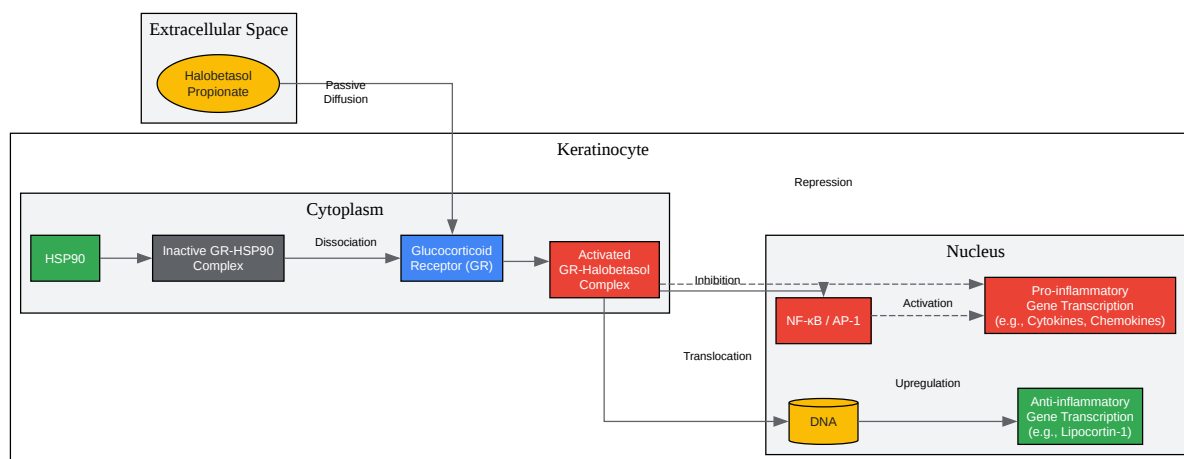 Extracellular Space
Halobetasol
Propionate
Passive
Diffusion
Keratinocyte
Repression
Cytoplasm
HSP90
Inactive GR-HSP90
Complex
Dissociation
Glucocorticoid
Receptor (GR)
Activated
GR-Halobetasol
Complex
Inhibition
Translocation
Nucleus
NF-κB / AP-1
Activation
Pro-inflammatory
Gene Transcription
(e.g., Cytokines, Chemokines)
DNA
Upregulation
Anti-inflammatory
Gene Transcription
(e.g., Lipocortin-1)